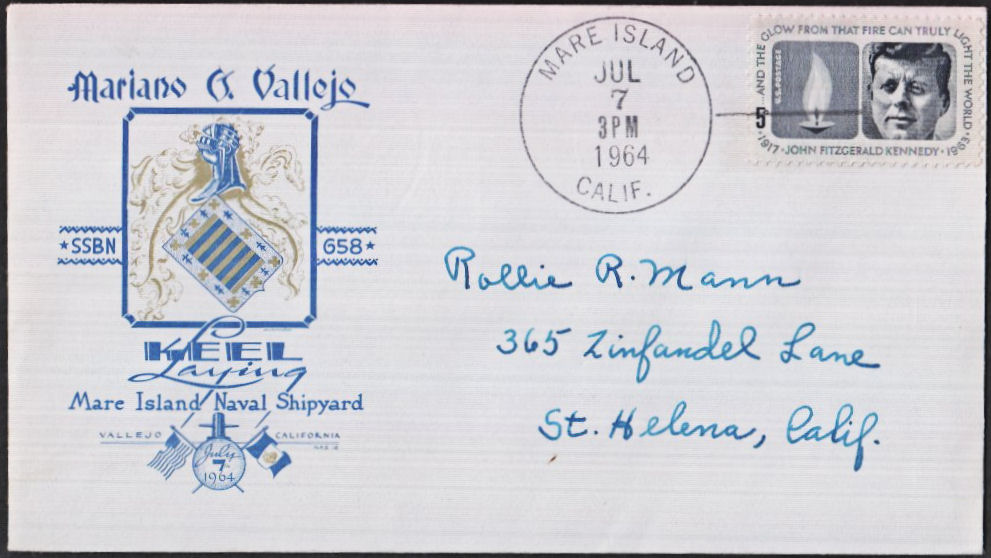 Mariano G. Vallejo
★SSBN 658★
KEEL
Laying
Mare Island Naval Shipyard
VALLEJO CALIFORNIA
July
7
1964
MARE ISLAND
JUL
7
3PM
1964
CALIF.
...AND THE GLOW FROM THAT FIRE CAN TRULY LIGHT THE WORLD
U.S. POSTAGE
5¢
1917·JOHN FITZGERALD KENNEDY·1963
Rollie R. Mann
365 Zinfandel Lane
St. Helena, Calif.